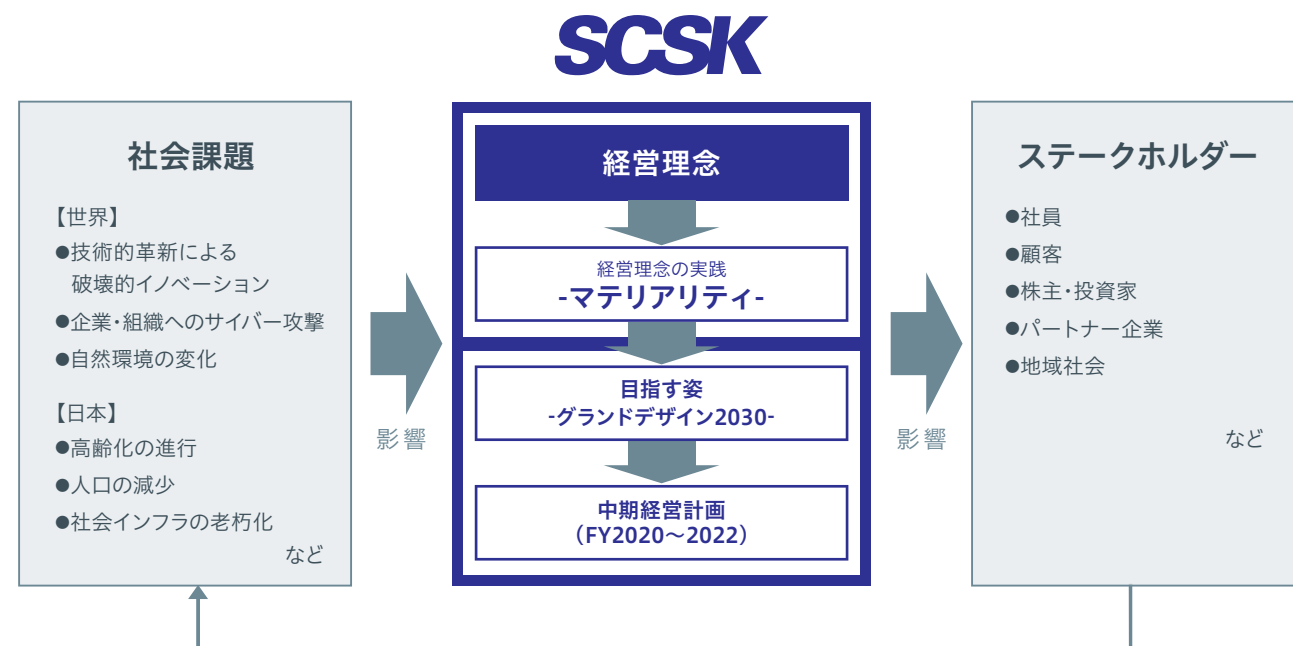 SCSK
社会課題
【世界】
●技術的革新による
破壊的イノベーション
●企業・組織へのサイバー攻撃
●自然環境の変化
【日本】
●高齢化の進行
●人口の減少
●社会インフラの老朽化
など
影響
経営理念
経営理念の実践
-マテリアリティ-
目指す姿
-グランドデザイン2030-
中期経営計画
（FY2020～2022）
影響
ステークホルダー
●社員
●顧客
●株主・投資家
●パートナー企業
●地域社会
など